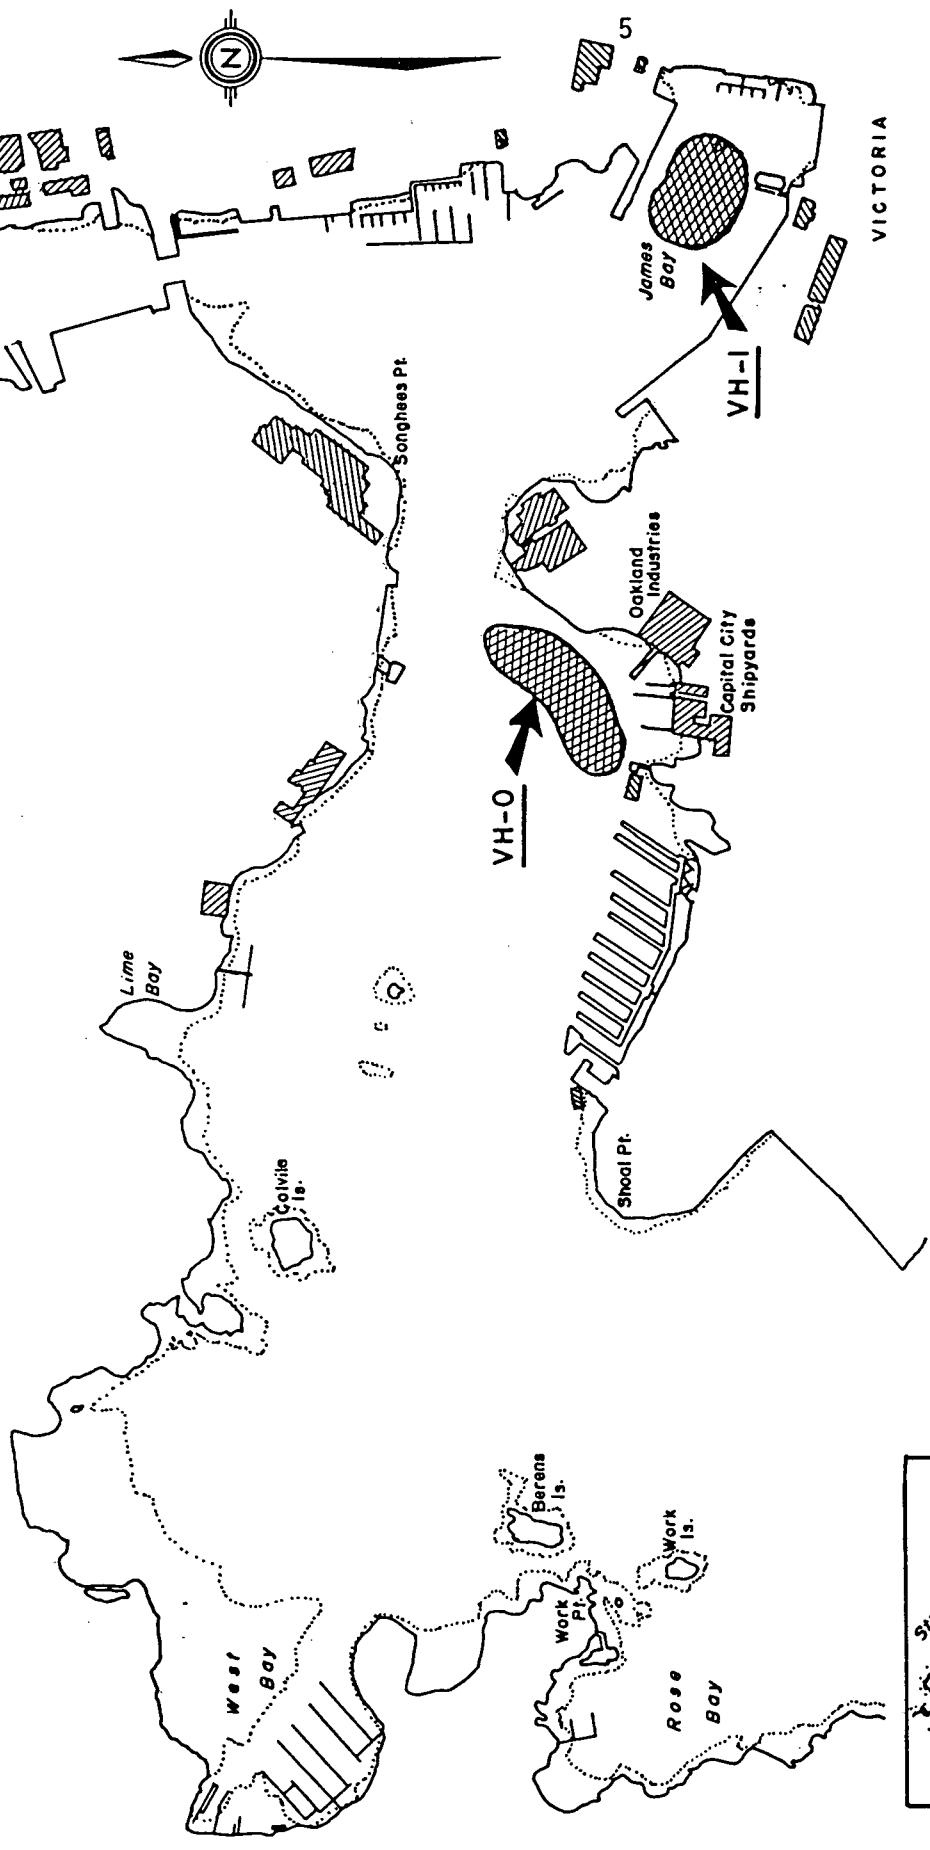 5
N
VICTORIA
James
Bay
VH-I
Songhees Pt.
Oakland
Industries
Capital City
Shipyards
VH-O
Lime
Bay
Colvile
Is.
Shoal Pt.
Berens
Is.
Work
Is.
Work
Pt.
West
Bay
Rose
Bay